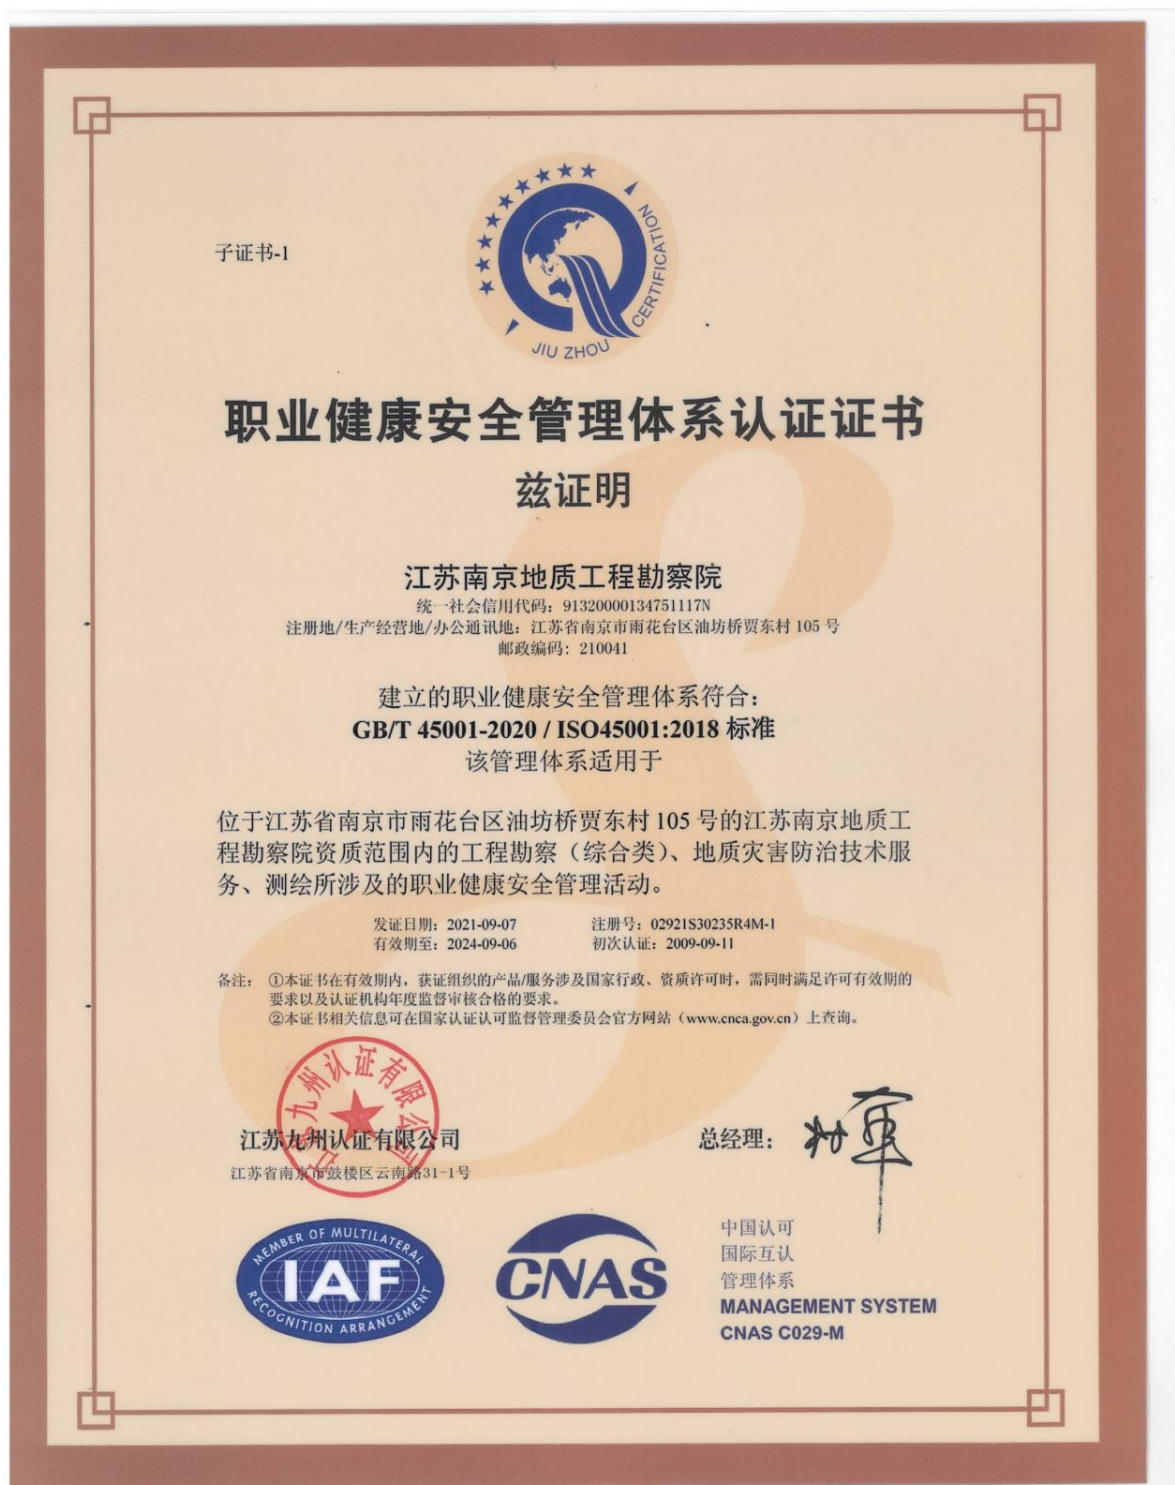 子证书-1
JIU ZHOU CERTIFICATION
职业健康安全管理体系认证证书
兹证明
江苏南京地质工程勘察院
统一社会信用代码：91320000134751117N
注册地/生产经营地/办公通讯地：江苏省南京市雨花台区油坊桥贾东村 105 号
邮政编码：210041
建立的职业健康安全管理体系符合：
GB/T 45001-2020 / ISO45001:2018 标准
该管理体系适用于
位于江苏省南京市雨花台区油坊桥贾东村 105 号的江苏南京地质工
程勘察院资质范围内的工程勘察（综合类）、地质灾害防治技术服
务、测绘所涉及的职业健康安全管理活动。
发证日期：2021-09-07 注册号：02921S30235R4M-1
有效期至：2024-09-06 初次认证：2009-09-11
备注：①本证书在有效期内，获证组织的产品/服务涉及国家行政、资质许可时，需同时满足许可有效期的
要求以及认证机构年度监督审核合格的要求。
②本证书相关信息可在国家认证认可监督管理委员会官方网站（www.cnca.gov.cn）上查询。
江苏九州认证有限公司
江苏九州认证有限公司 总经理：
江苏省南京市鼓楼区云南路31-1号
MEMBER OF MULTILATERAL
IAF
RECOGNITION ARRANGEMENT
CNAS
中国认可
国际互认
管理体系
MANAGEMENT SYSTEM
CNAS C029-M